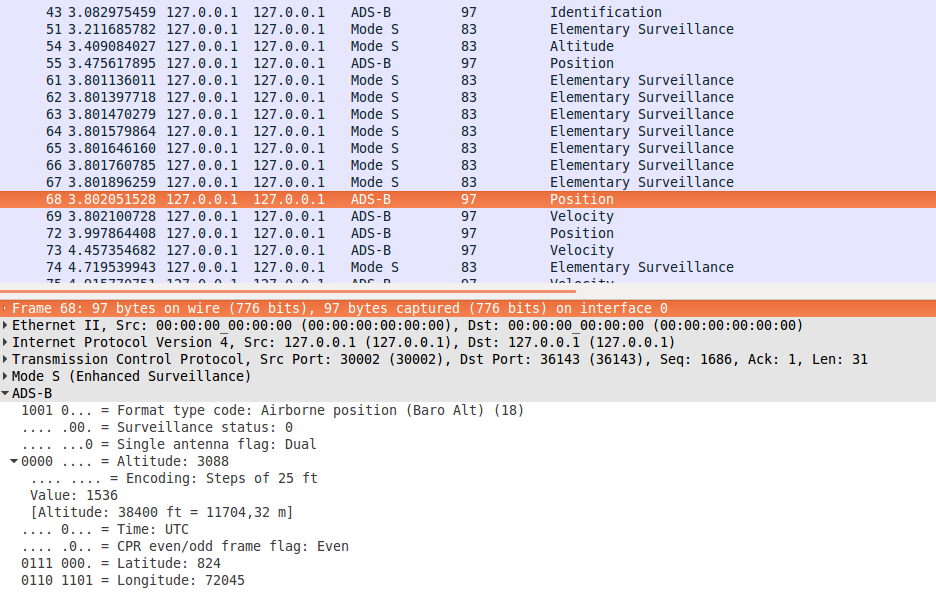 43 3.082975459 127.0.0.1 127.0.0.1 ADS-B 97 Identification
51 3.211685782 127.0.0.1 127.0.0.1 Mode S 83 Elementary Surveillance
54 3.409084027 127.0.0.1 127.0.0.1 Mode S 83 Altitude
55 3.475617895 127.0.0.1 127.0.0.1 ADS-B 97 Position
61 3.801136011 127.0.0.1 127.0.0.1 Mode S 83 Elementary Surveillance
62 3.801397718 127.0.0.1 127.0.0.1 Mode S 83 Elementary Surveillance
63 3.801470279 127.0.0.1 127.0.0.1 Mode S 83 Elementary Surveillance
64 3.801579864 127.0.0.1 127.0.0.1 Mode S 83 Elementary Surveillance
65 3.801646160 127.0.0.1 127.0.0.1 Mode S 83 Elementary Surveillance
66 3.801760785 127.0.0.1 127.0.0.1 Mode S 83 Elementary Surveillance
67 3.801896259 127.0.0.1 127.0.0.1 Mode S 83 Elementary Surveillance
68 3.802051528 127.0.0.1 127.0.0.1 ADS-B 97 Position
69 3.802100728 127.0.0.1 127.0.0.1 ADS-B 97 Velocity
72 3.997864408 127.0.0.1 127.0.0.1 ADS-B 97 Position
73 4.457354682 127.0.0.1 127.0.0.1 ADS-B 97 Velocity
74 4.719539943 127.0.0.1 127.0.0.1 Mode S 83 Elementary Surveillance
Frame 68: 97 bytes on wire (776 bits), 97 bytes captured (776 bits) on interface 0
Ethernet II, Src: 00:00:00_00:00:00 (00:00:00:00:00:00), Dst: 00:00:00_00:00:00 (00:00:00:00:00:00)
Internet Protocol Version 4, Src: 127.0.0.1 (127.0.0.1), Dst: 127.0.0.1 (127.0.0.1)
Transmission Control Protocol, Src Port: 30002 (30002), Dst Port: 36143 (36143), Seq: 1686, Ack: 1, Len: 31
Mode S (Enhanced Surveillance)
ADS-B
1001 0... = Format type code: Airborne position (Baro Alt) (18)
.... .00. = Surveillance status: 0
.... ...0 = Single antenna flag: Dual
0000 .... = Altitude: 3088
.... .... = Encoding: Steps of 25 ft
Value: 1536
[Altitude: 38400 ft = 11704,32 m]
.... 0... = Time: UTC
.... .0.. = CPR even/odd frame flag: Even
0111 000. = Latitude: 824
0110 1101 = Longitude: 72045